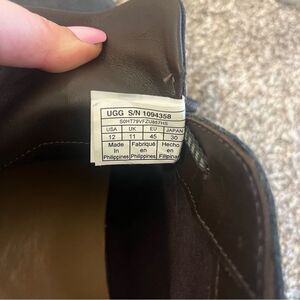 UGG S/N 1094358
S0HT79VFZU857HS
USA UK EU JAPAN
12 11 45 30
Made Fabriqué Hecho
In en en
Philippines Philippines Filipinas